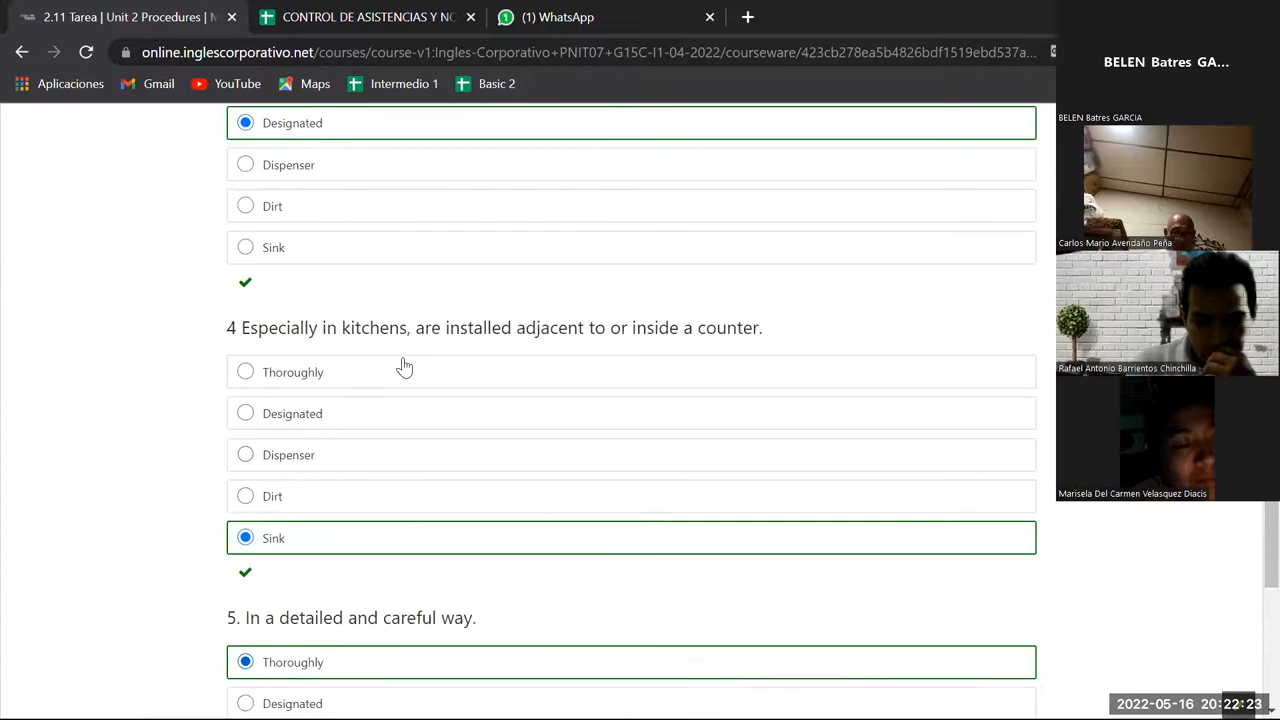 2.11 Tarea | Unit 2 Procedures |
CONTROL DE ASISTENCIAS Y NO
(1) WhatsApp
online.inglescorporativo.net/courses/course-v1:Ingles-corporativo+PNIT07+G15C-I1-04-2022/courseware/423cb278ea5b4826bdf1519ebd537a...
Aplicaciones
Gmail
YouTube
Maps
Intermedio 1
Basic 2
Designated
Dispenser
Dirt
Sink
4 Especially in kitchens, are installed adjacent to or inside a counter.
Thoroughly
Designated
Dispenser
Dirt
Sink
5. In a detailed and careful way.
Thoroughly
Designated
BELEN Batres GA...
BELEN Batres GARCIA
Carlos Mario Avendaño Peña
Rafael Antonio Barrientos Chinchilla
Marisela Del Carmen Velasquez Diacis
2022-05-16 20:22:23